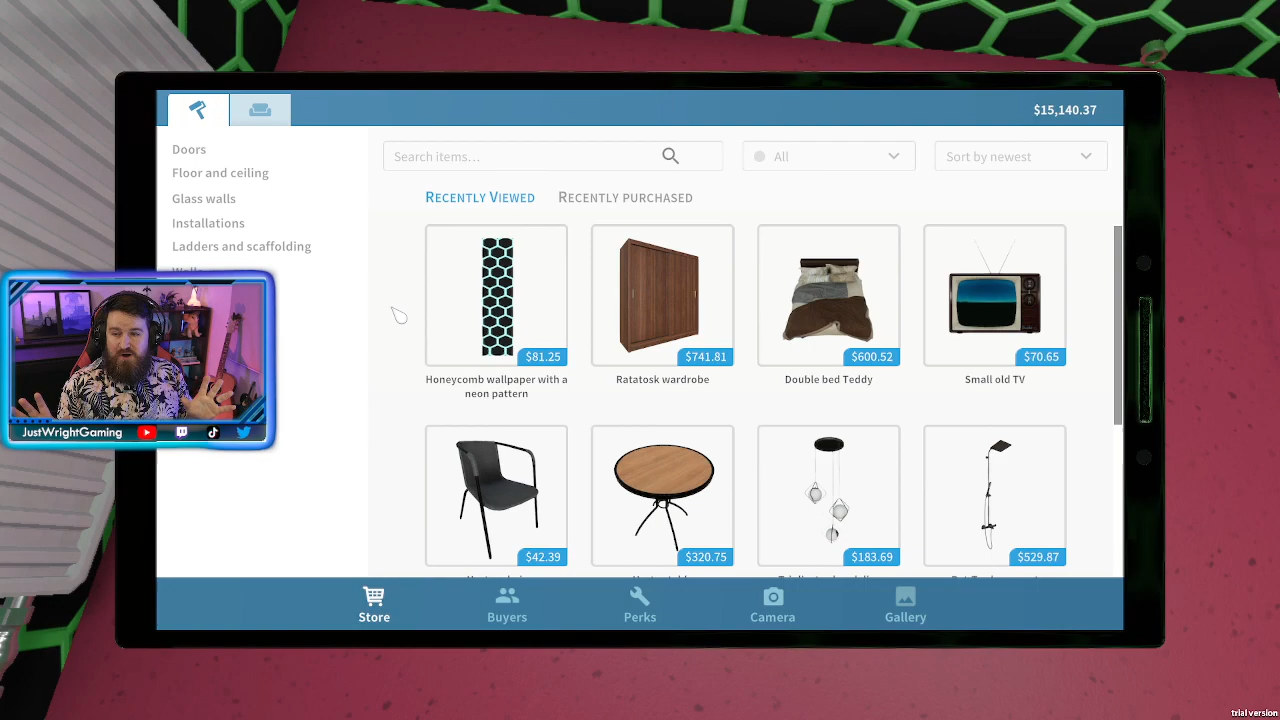 $15,140.37
Doors
Floor and ceiling
Glass walls
Installations
Ladders and scaffolding
Search items...
All
Sort by newest
Recently Viewed
Recently purchased
$81.25
$741.81
$600.52
$70.65
Honeycomb wallpaper with a
neon pattern
Ratatosk wardrobe
Double bed Teddy
Small old TV
$42.39
$320.75
$183.69
$529.87
JustWrightGaming
Store
Buyers
Perks
Camera
Gallery
trial version